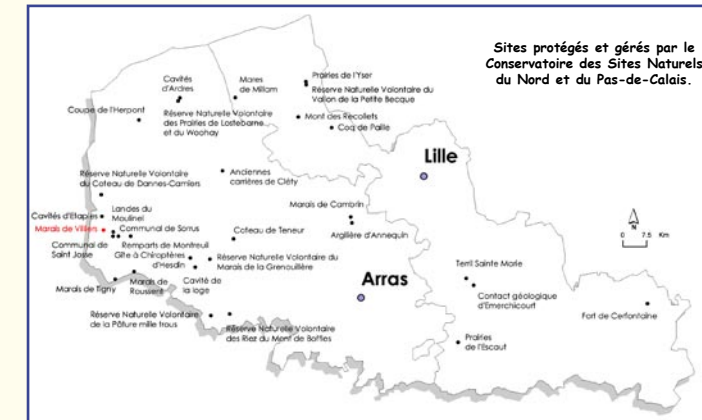 Sites protégés et gérés par le
Conservatoire des Sites Naturels
du Nord et du Pas-de-Calais.
Cavités
d'Ardres
Mares
de Millam
Prairies de l'Yser
Réserve Naturelle Volontaire du
Vallon de la Petite Becque
Coupe de l'Herpont
Réserve Naturelle Volontaire
des Prairies de Lostebarne
et du Woohay
Mont des Recollets
Coq de Paille
Lille
Réserve Naturelle Volontaire
du Coteau de Dannes-Camiers
Anciennes
carrières de Cléty
Cavités d'Etaples
Landes du
Moulinel
Marais de Cambrin
Marais de Villiers
Communal de Sorrus
Coteau de Teneur
Argilière d'Annequin
N
0 7.5 Km
Communal de
Saint Josse
Remparts de Montreuil
Gîte à Chiroptères
d'Hesdin
Réserve Naturelle Volontaire du
Marais de la Grenouillère
Terril Sainte Marie
Arras
Marais de Tigny
Marais de
Roussent
Cavité de
la loge
Contact géologique
d'Emerchicourt
Réserve Naturelle Volontaire
de la Pâture mille trous
Fort de Cerfontaine
Réserve Naturelle Volontaire
des Riez du Mont de Boffles
Prairies
de l'Escaut